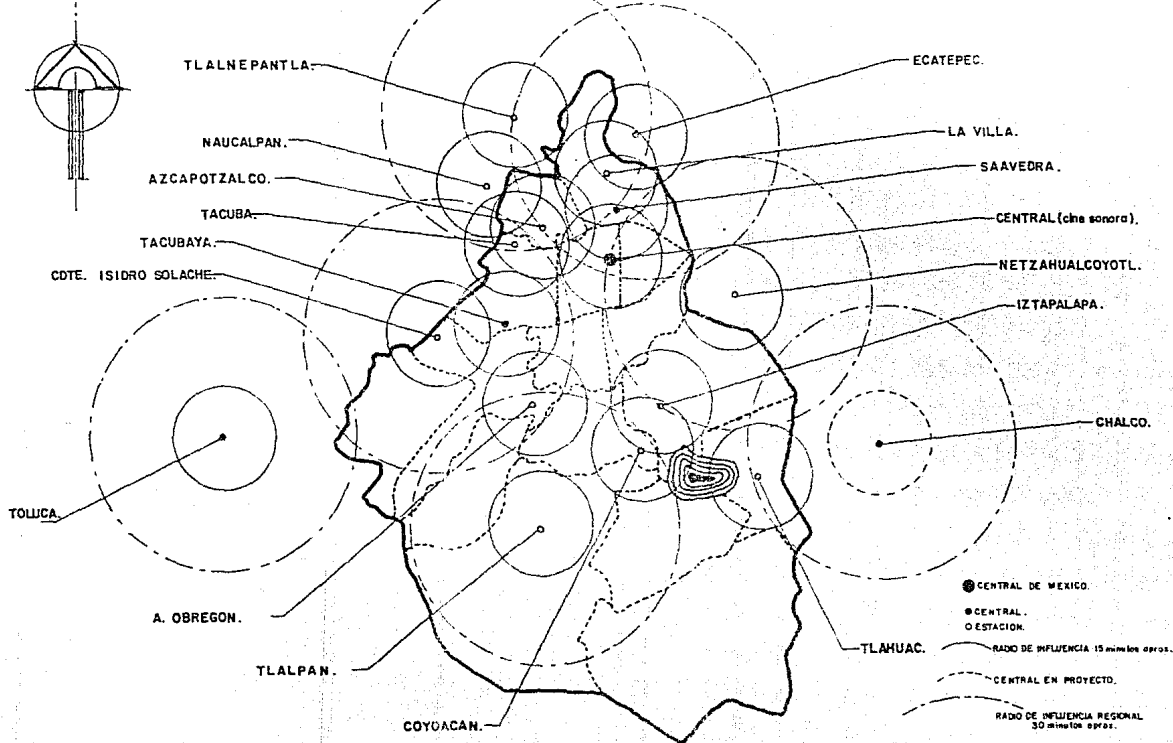 TLALNEPANTLA.
NAUCALPAN.
AZCAPOTZALCO.
TACUBA.
TACUBAYA.
CDTE. ISIDRO SOLACHE.
TOLUCA.
A. OBREGON.
TLALPAN.
COYOACAN.
ECATEPEC.
LA VILLA.
SAAVEDRA.
CENTRAL (cine sonora).
NETZAHUALCOYOTL.
IZTAPALAPA.
CHALCO.
TLAHUAC.
CENTRAL DE MEXICO.
CENTRAL.
ESTACION.
RADIO DE INFLUENCIA 15 minutos aprox.
CENTRAL EN PROYECTO.
RADIO DE INFLUENCIA REGIONAL
30 minutos aprox.